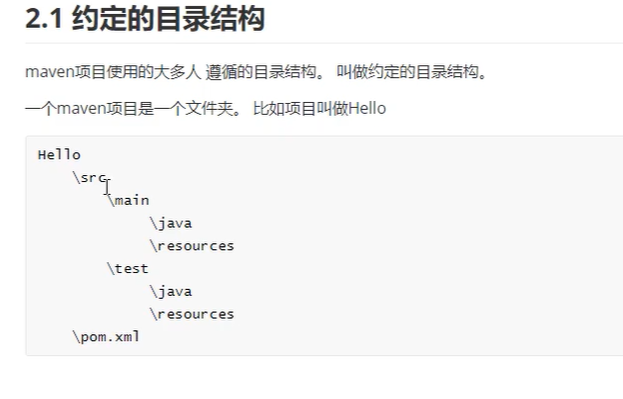 2.1 约定的目录结构
maven项目使用的大多人 遵循的目录结构。 叫做约定的目录结构。
一个maven项目是一个文件夹。 比如项目叫做Hello
Hello
\src
\main
\java
\resources
\test
\java
\resources
\pom.xml